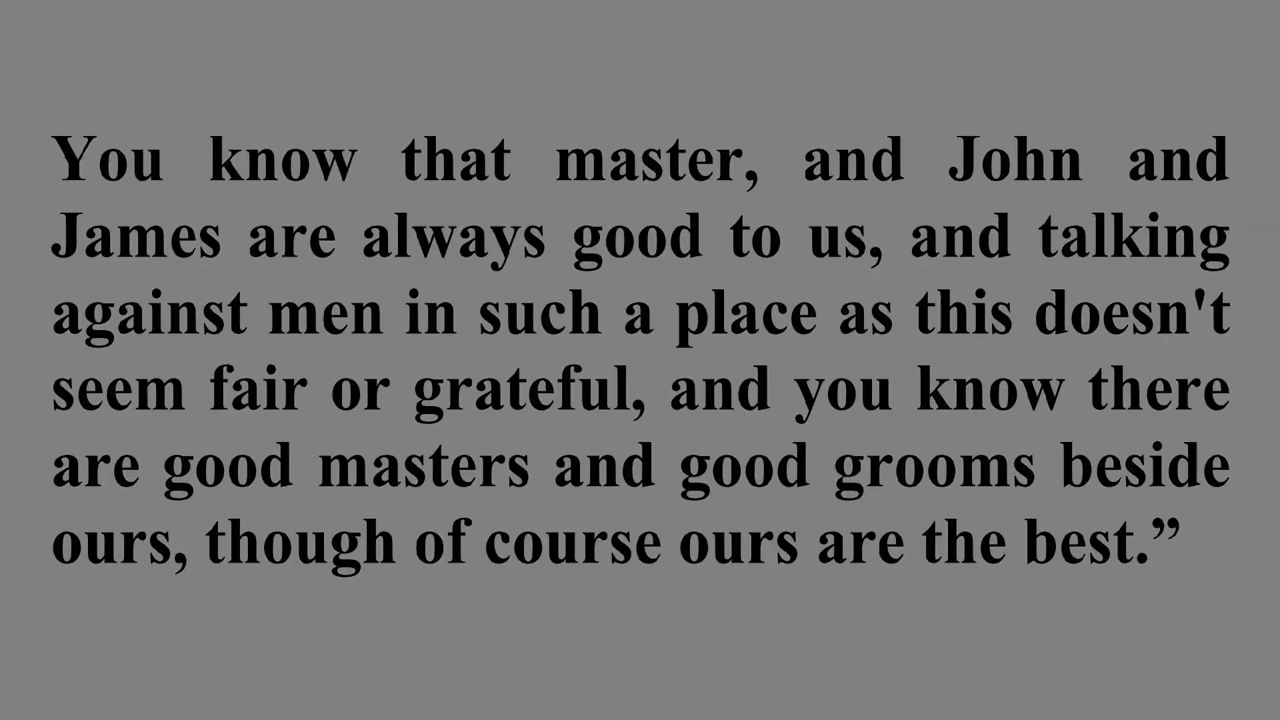 You know that master, and John and
James are always good to us, and talking
against men in such a place as this doesn't
seem fair or grateful, and you know there
are good masters and good grooms beside
ours, though of course ours are the best.”